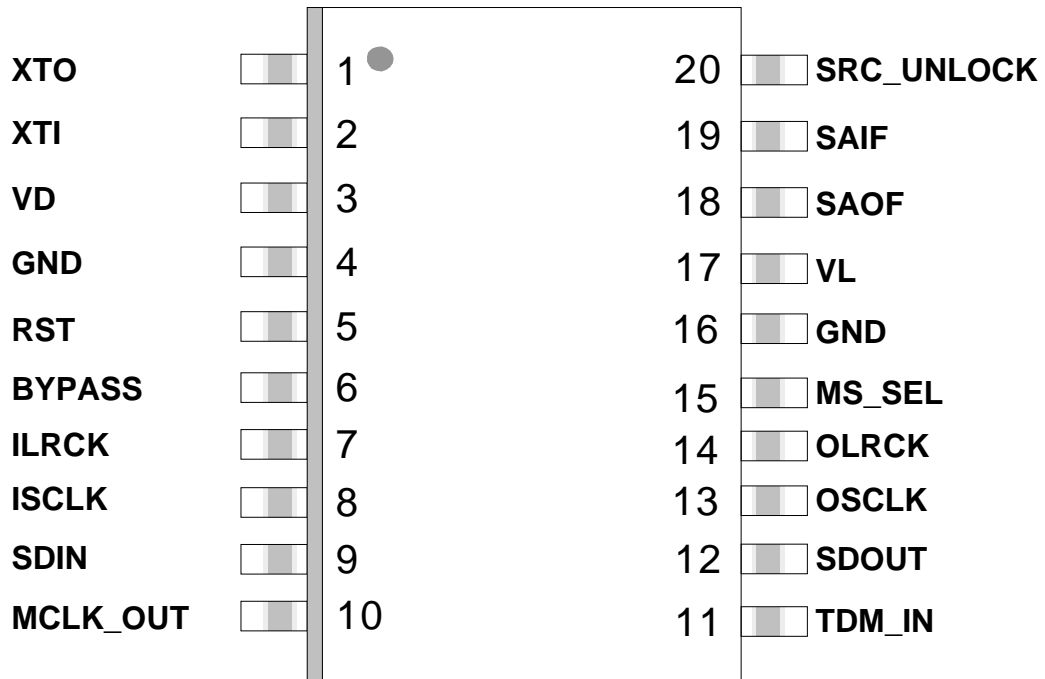 XTO 1 20 SRC_UNLOCK
XTI 2 19 SAIF
VD 3 18 SAOF
GND 4 17 VL
RST 5 16 GND
BYPASS 6 15 MS_SEL
ILRCK 7 14 OLRCK
ISCLK 8 13 OSCLK
SDIN 9 12 SDOUT
MCLK_OUT 10 11 TDM_IN